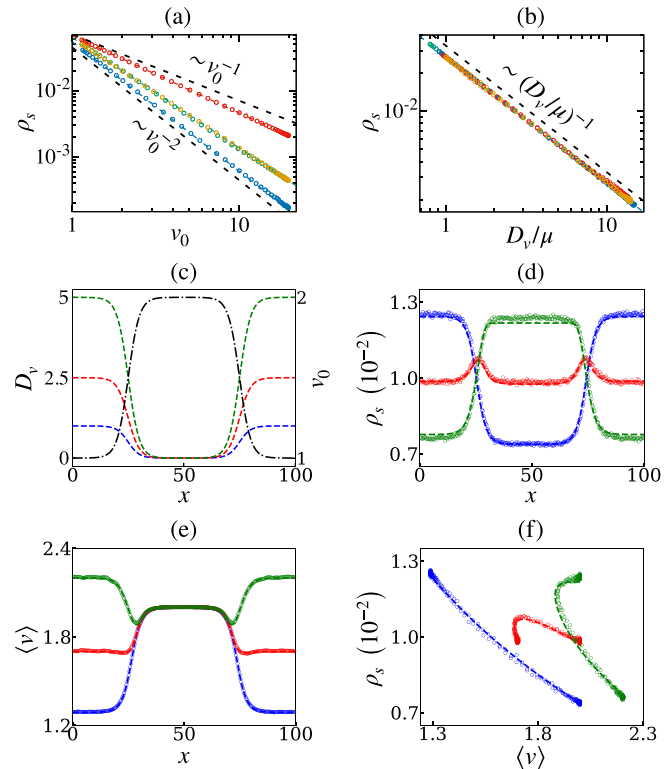 (a) (b)
10⁻²
10⁻³
ρₛ
~v₀⁻¹
~v₀⁻²
1 10
v₀
10⁻²
ρₛ
~ (Dᵥ/μ)⁻¹
1 10
Dᵥ/μ
(c) (d)
5
2.5
0
Dᵥ
2
1
v₀
0 50 100
x
1.3
1.0
0.7
ρₛ (10⁻²)
0 50 100
x
(e) (f)
2.4
1.8
1.2
⟨v⟩
0 50 100
x
1.3
1.0
0.7
ρₛ (10⁻²)
1.3 1.8 2.3
⟨v⟩